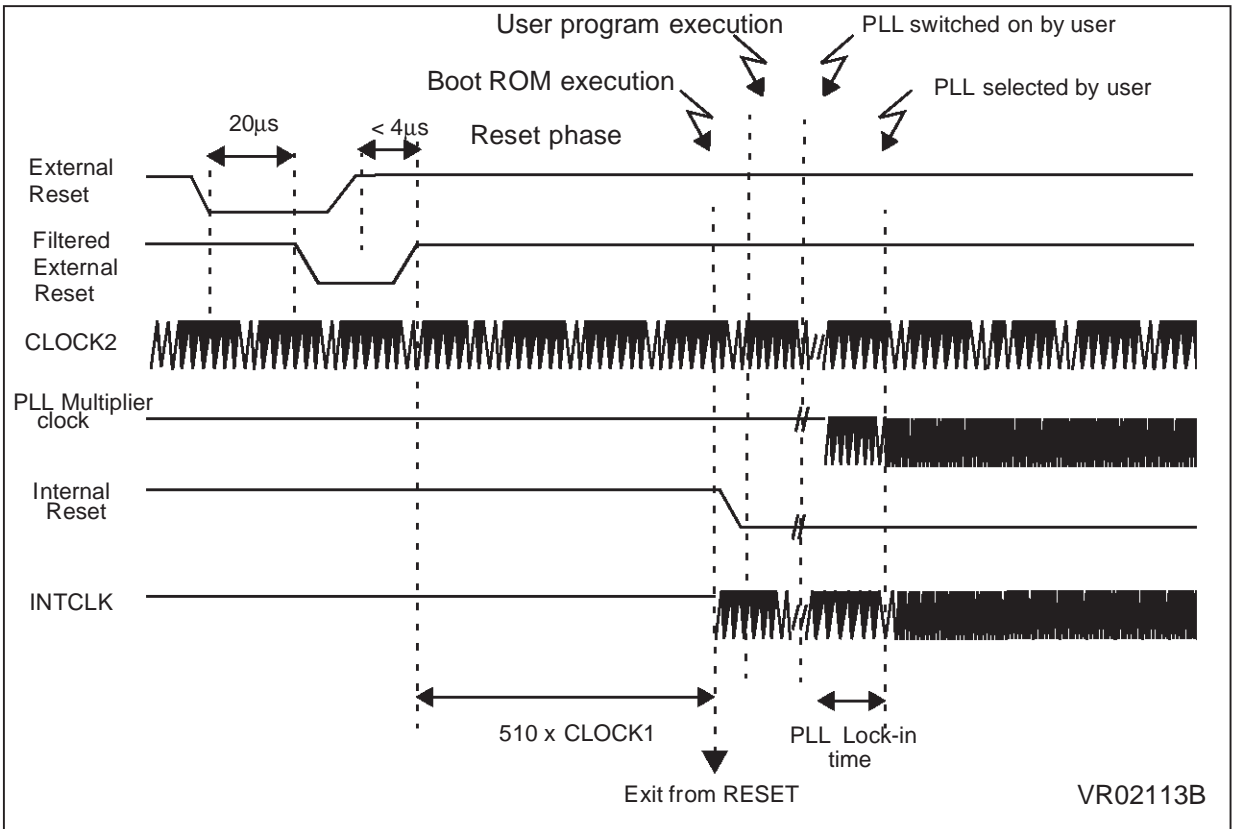 User program execution
PLL switched on by user
Boot ROM execution
PLL selected by user
20µs
< 4µs
Reset phase
External
Reset
Filtered
External
Reset
CLOCK2
PLL Multiplier
clock
Internal
Reset
INTCLK
510 x CLOCK1
PLL Lock-in
time
Exit from RESET
VR02113B